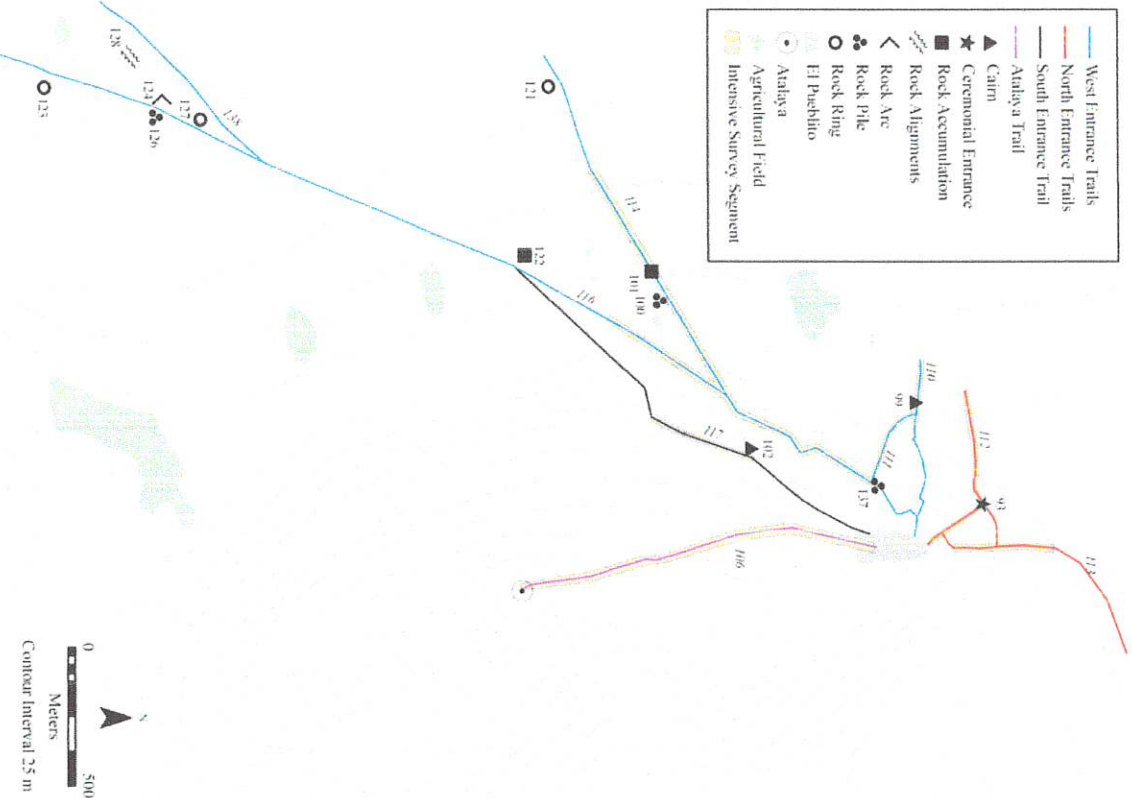 West Entrance Trails
North Entrance Trails
South Entrance Trail
Atalaya Trail
Cairn
Ceremonial Entrance
Rock Accumulation
Rock Alignments
Rock Arc
Rock Pile
Rock Ring
El Pueblito
Atalaya
Agricultural Field
Intensive Survey Segment
113
112
93
110
99
111
137
102
117
106
114
101
100
116
122
121
138
127
128
124
126
123
N
0
500
Meters
Contour Interval 25 m